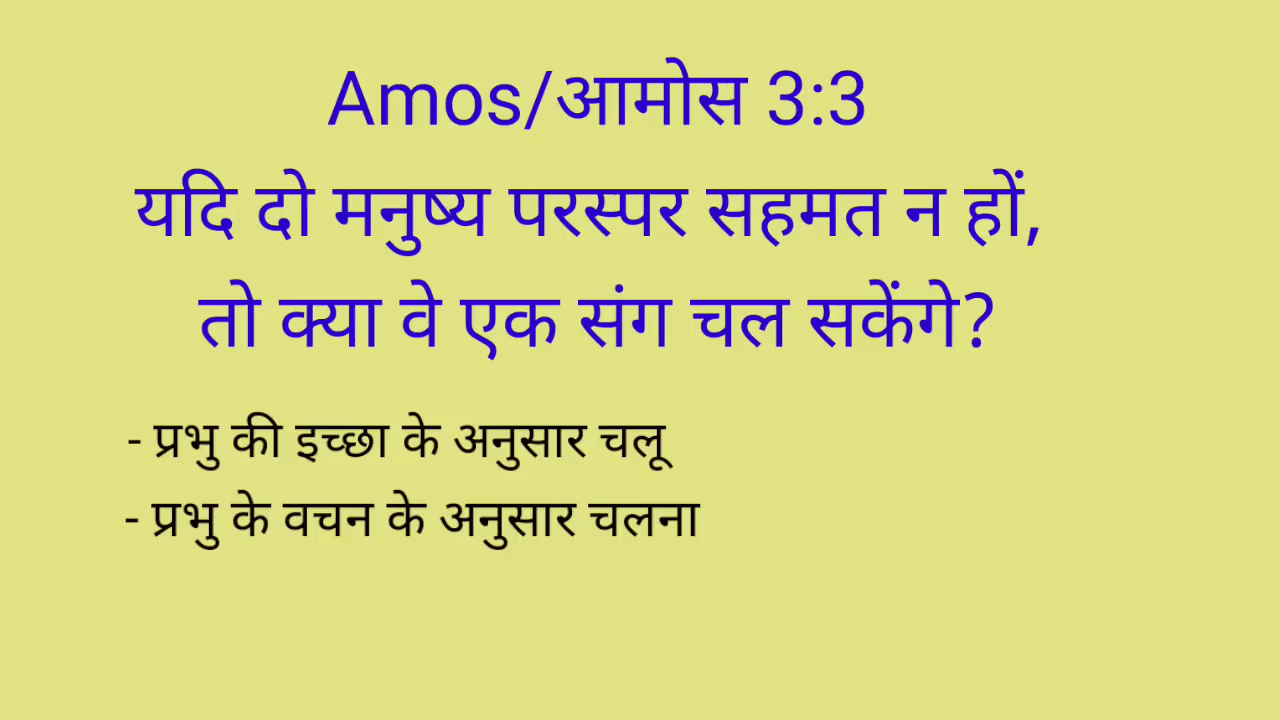 Amos/आमोस 3:3
यदि दो मनुष्य परस्पर सहमत न हों,
तो क्या वे एक संग चल सकेंगे?
- प्रभु की इच्छा के अनुसार चलू
- प्रभु के वचन के अनुसार चलना